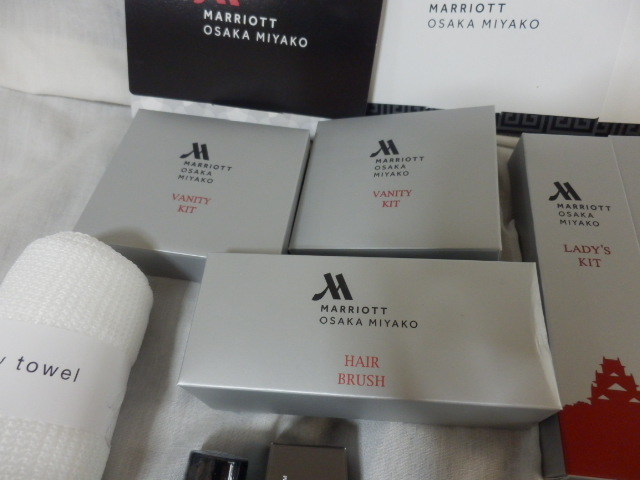 MARRIOTT
OSAKA MIYAKO
MARRIOTT
OSAKA MIYAKO
MARRIOTT
OSAKA
MIYAKO
VANITY
KIT
MARRIOTT
OSAKA
MIYAKO
VANITY
KIT
MARRIOTT
OSAKA
MIYAKO
LADY'S
KIT
MARRIOTT
OSAKA MIYAKO
HAIR
BRUSH
y towel